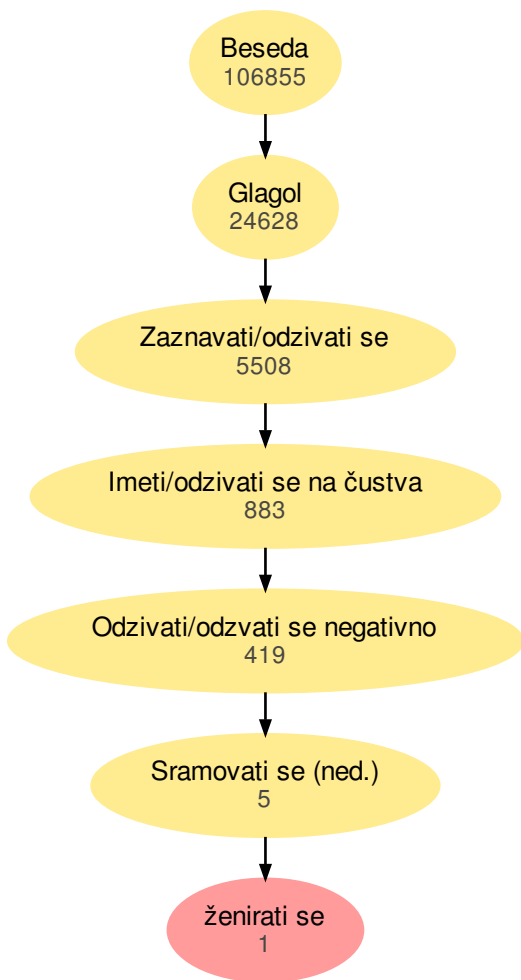 Beseda
106855
Glagol
24628
Zaznavati/odzivati se
5508
Imeti/odzivati se na čustva
883
Odzivati/odzvati se negativno
419
Sramovati se (ned.)
5
ženirati se
1